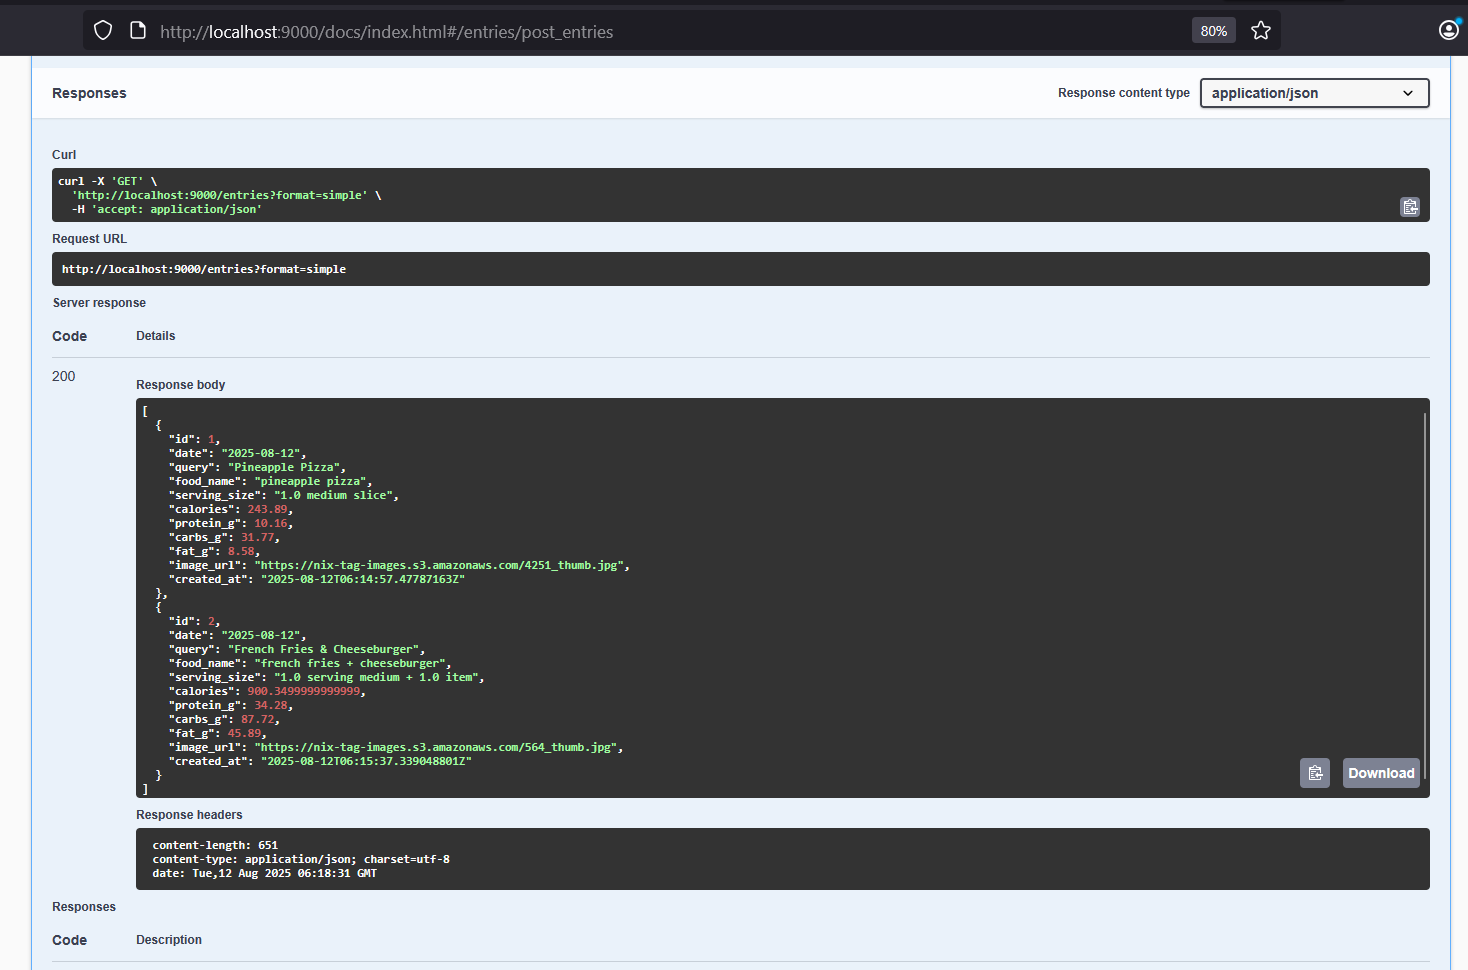 http://localhost:9000/docs/index.html#/entries/post_entries 80%
Responses Response content type application/json
Curl
curl -X 'GET' \
  'http://localhost:9000/entries?format=simple' \
  -H 'accept: application/json'
Request URL
http://localhost:9000/entries?format=simple
Server response
Code Details
200
Response body
[
  {
    "id": 1,
    "date": "2025-08-12",
    "query": "Pineapple Pizza",
    "food_name": "pineapple pizza",
    "serving_size": "1.0 medium slice",
    "calories": 243.89,
    "protein_g": 10.16,
    "carbs_g": 31.77,
    "fat_g": 8.58,
    "image_url": "https://nix-tag-images.s3.amazonaws.com/4251_thumb.jpg",
    "created_at": "2025-08-12T06:14:57.47787163Z"
  },
  {
    "id": 2,
    "date": "2025-08-12",
    "query": "French Fries & Cheeseburger",
    "food_name": "french fries + cheeseburger",
    "serving_size": "1.0 serving medium + 1.0 item",
    "calories": 900.3499999999999,
    "protein_g": 34.28,
    "carbs_g": 87.72,
    "fat_g": 45.89,
    "image_url": "https://nix-tag-images.s3.amazonaws.com/564_thumb.jpg",
    "created_at": "2025-08-12T06:15:37.339048801Z"
  }
]
Download
Response headers
content-length: 651
content-type: application/json; charset=utf-8
date: Tue,12 Aug 2025 06:18:31 GMT
Responses
Code Description